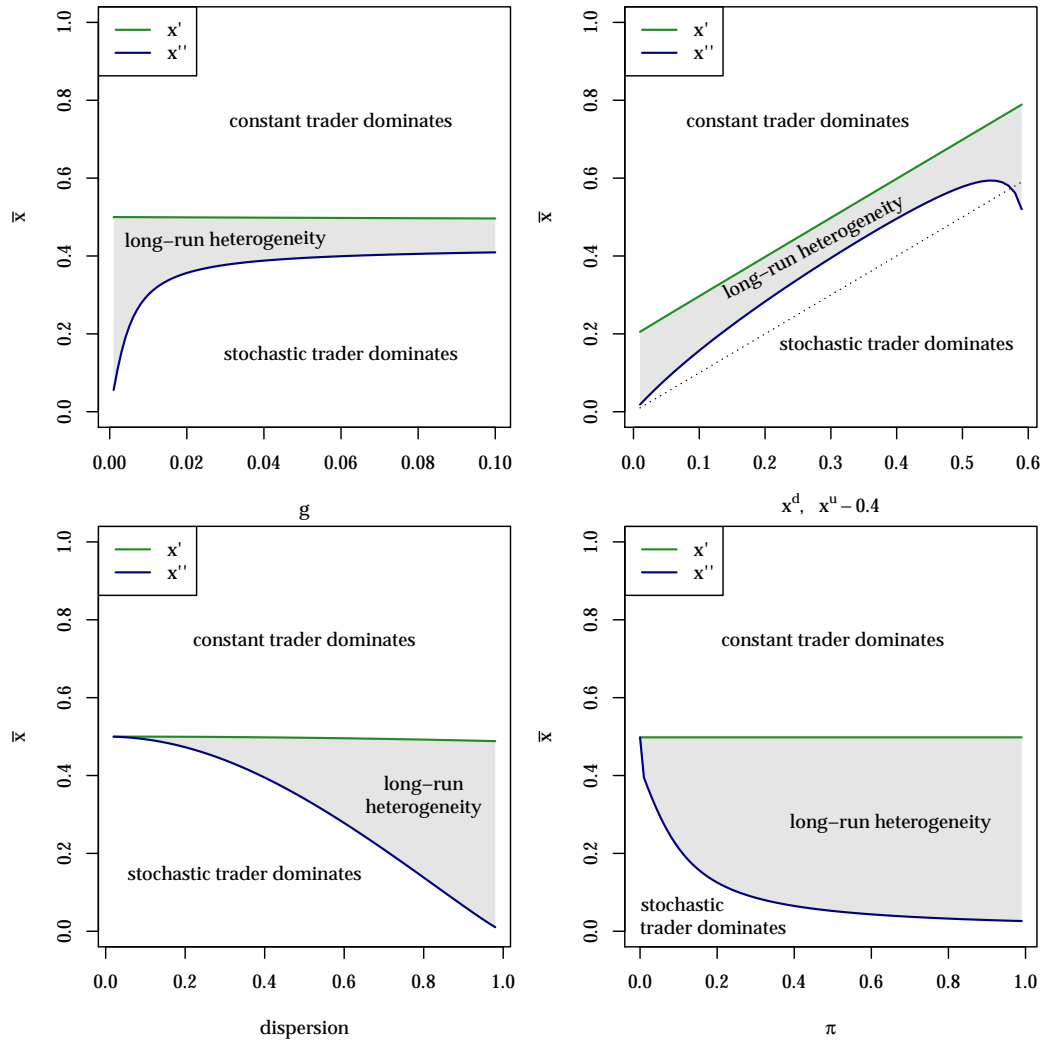 x'
x''
constant trader dominates
long−run heterogeneity
stochastic trader dominates
0.0 0.2 0.4 0.6 0.8 1.0
x̅
0.00 0.02 0.04 0.06 0.08 0.10
g
x'
x''
constant trader dominates
long−run heterogeneity
stochastic trader dominates
0.0 0.2 0.4 0.6 0.8 1.0
x̅
0.0 0.1 0.2 0.3 0.4 0.5 0.6
xᵈ, xᵘ − 0.4
x'
x''
constant trader dominates
long−run
heterogeneity
stochastic trader dominates
0.0 0.2 0.4 0.6 0.8 1.0
x̅
0.0 0.2 0.4 0.6 0.8 1.0
dispersion
x'
x''
constant trader dominates
long−run heterogeneity
stochastic
trader dominates
0.0 0.2 0.4 0.6 0.8 1.0
x̅
0.0 0.2 0.4 0.6 0.8 1.0
π